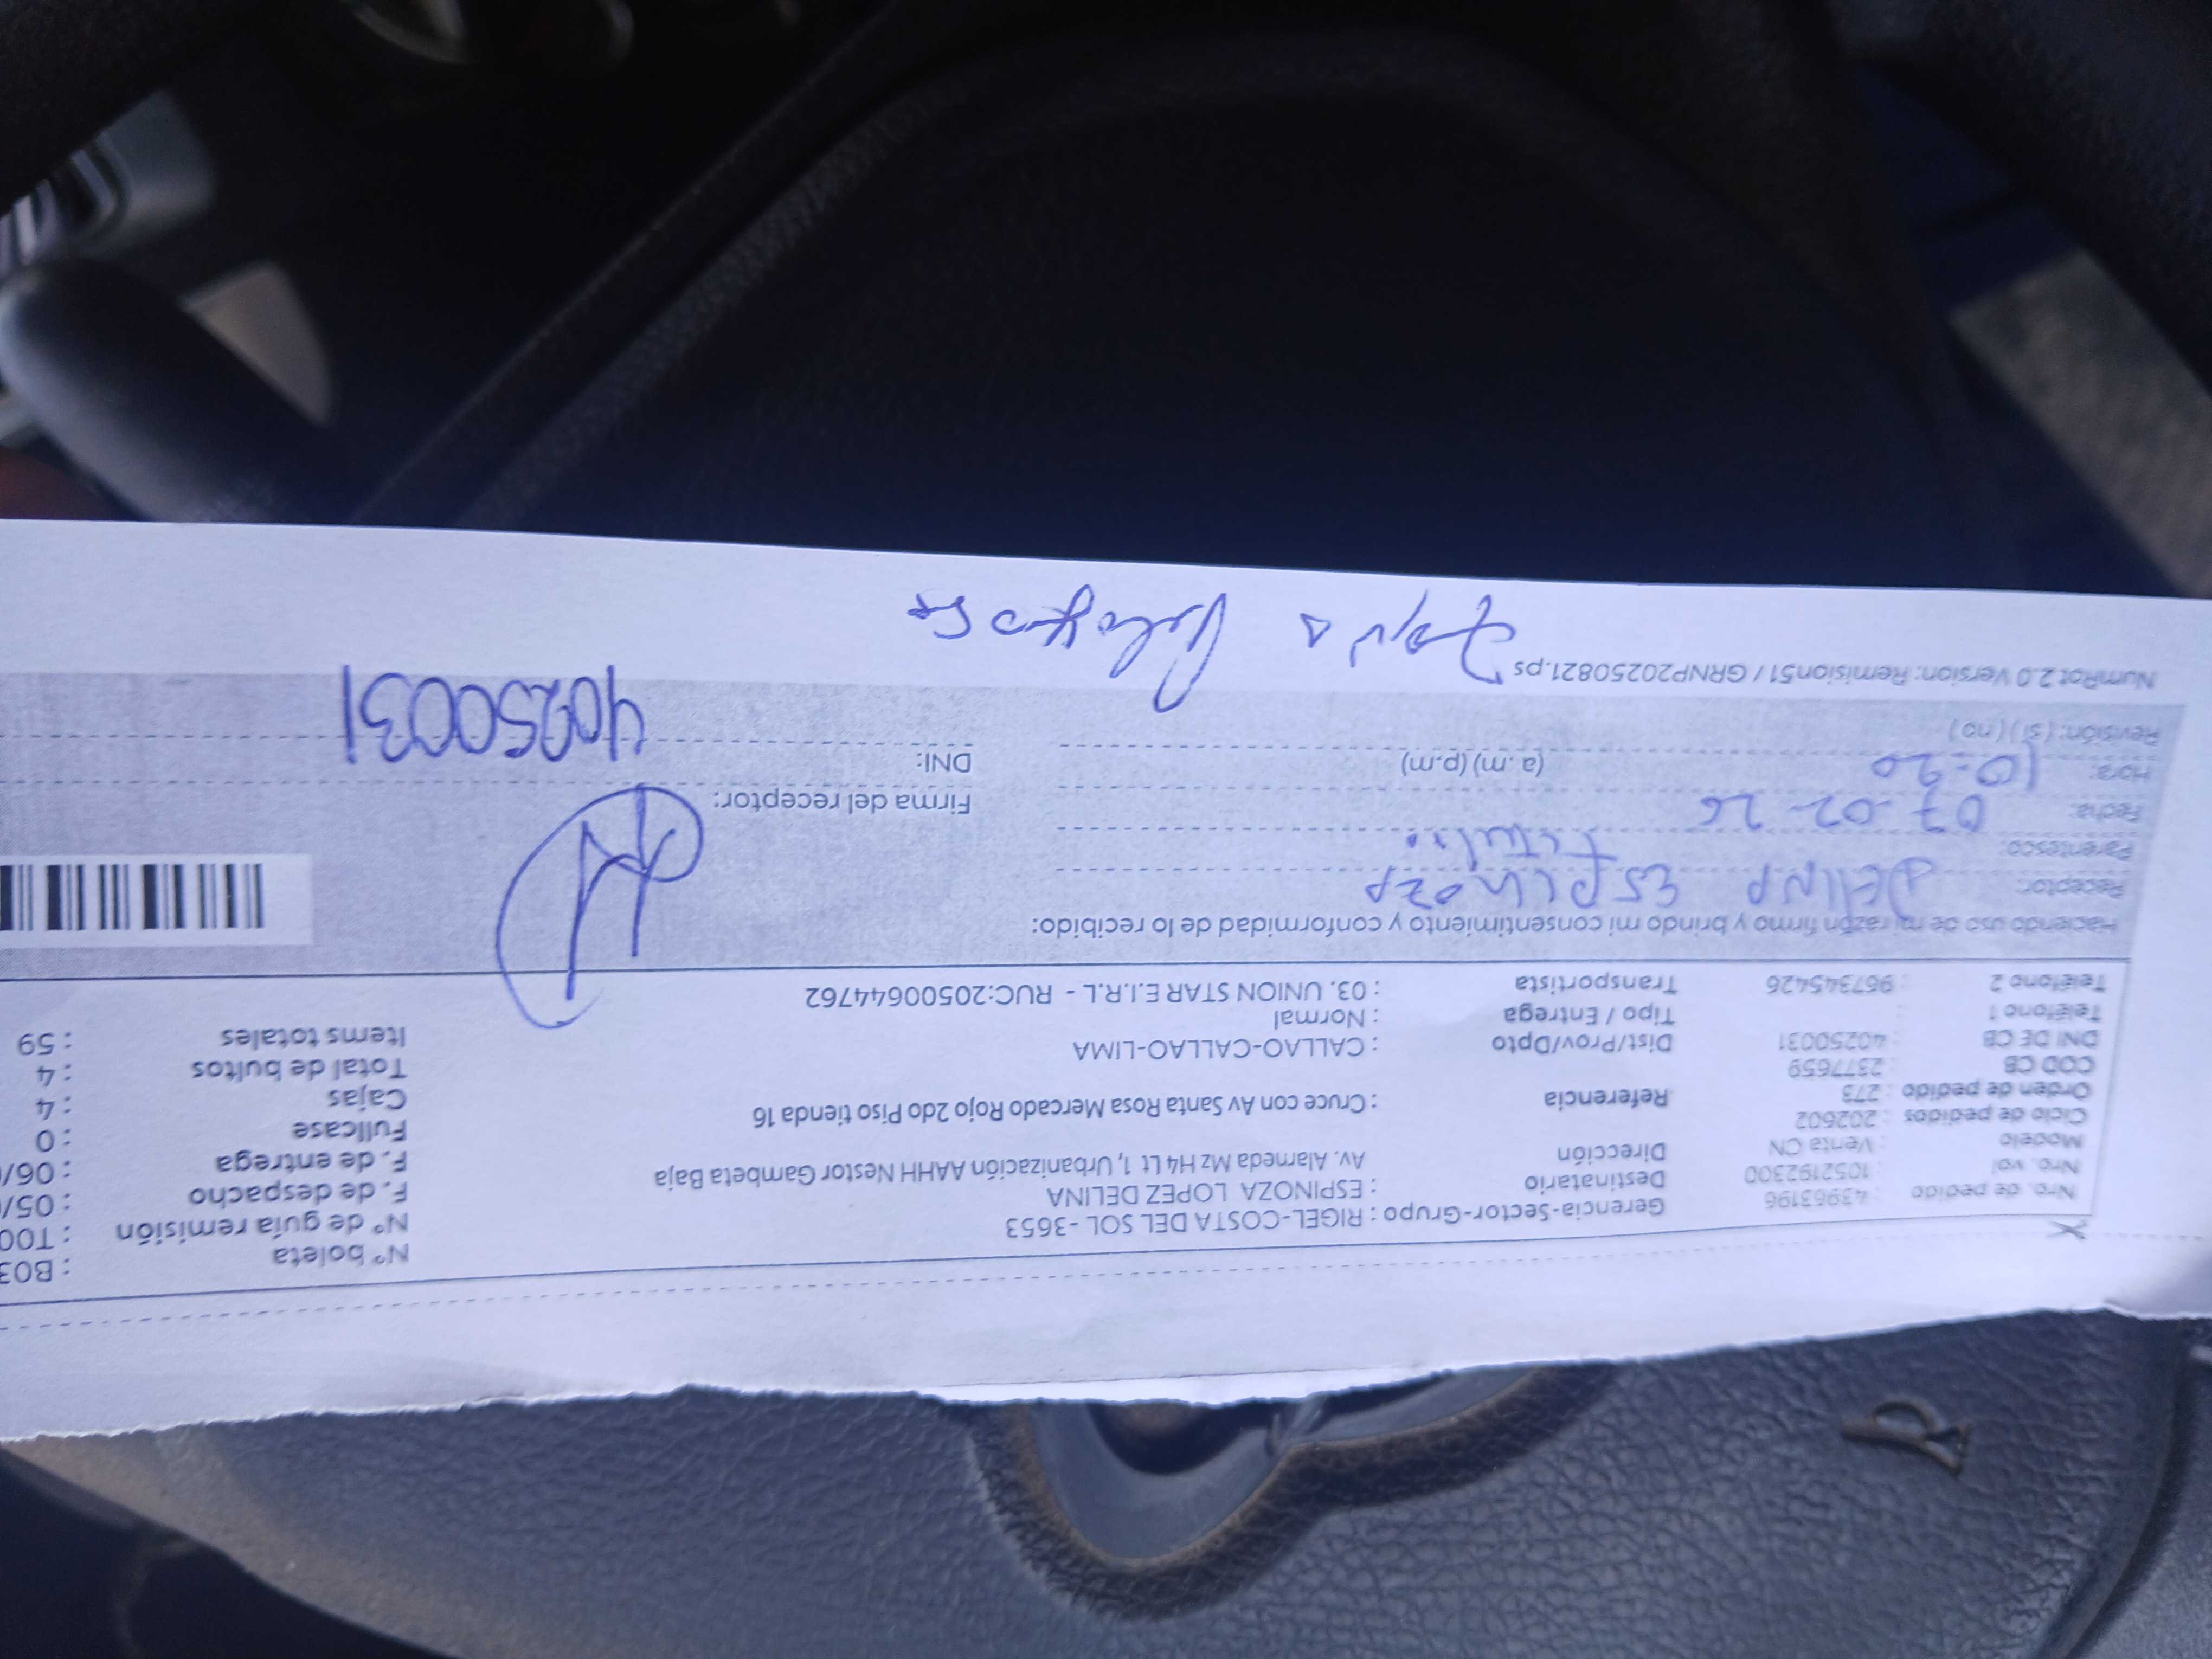 Nro. de pedido : 43963196
Nro. vol : 1052192300
Modelo : Venta CN
Ciclo de pedidos : 202602
Orden de pedido : 273
COD CB : 2377659
DNI DE CB : 40250031
Teléfono 1 :
Teléfono 2 : 967345426
Gerencia-Sector-Grupo : RIGEL-COSTA DEL SOL - 3653
Destinatario : ESPINOZA LOPEZ DELINA
Dirección Av. Alameda Mz H4 Lt 1, Urbanización AAHH Nestor Gambeta Baja
Referencia : Cruce con Av Santa Rosa Mercado Rojo 2do Piso tienda 16
Dist/Prov/Dpto : CALLAO-CALLAO-LIMA
Tipo / Entrega : Normal
Transportista : 03. UNION STAR E.I.R.L - RUC:20500644762
N° boleta : B03
N° de guía remisión : T00
F. de despacho : 05/
F. de entrega : 06/
Fullcase : 0
Cajas : 4
Total de bultos : 4
Items totales : 59
Haciendo uso de mi razón firmo y brindo mi consentimiento y conformidad de lo recibido:
Receptor: DELINA ESPINOZA
Parentesco: titular
Fecha: 07-02-26
Hora: 10:20 (a.m) (p.m)
Revisión: (si) (no)
Firma del receptor:
DNI: 40250031
NumRot 2.0 Version: Remision51 / GRNP20250821.ps